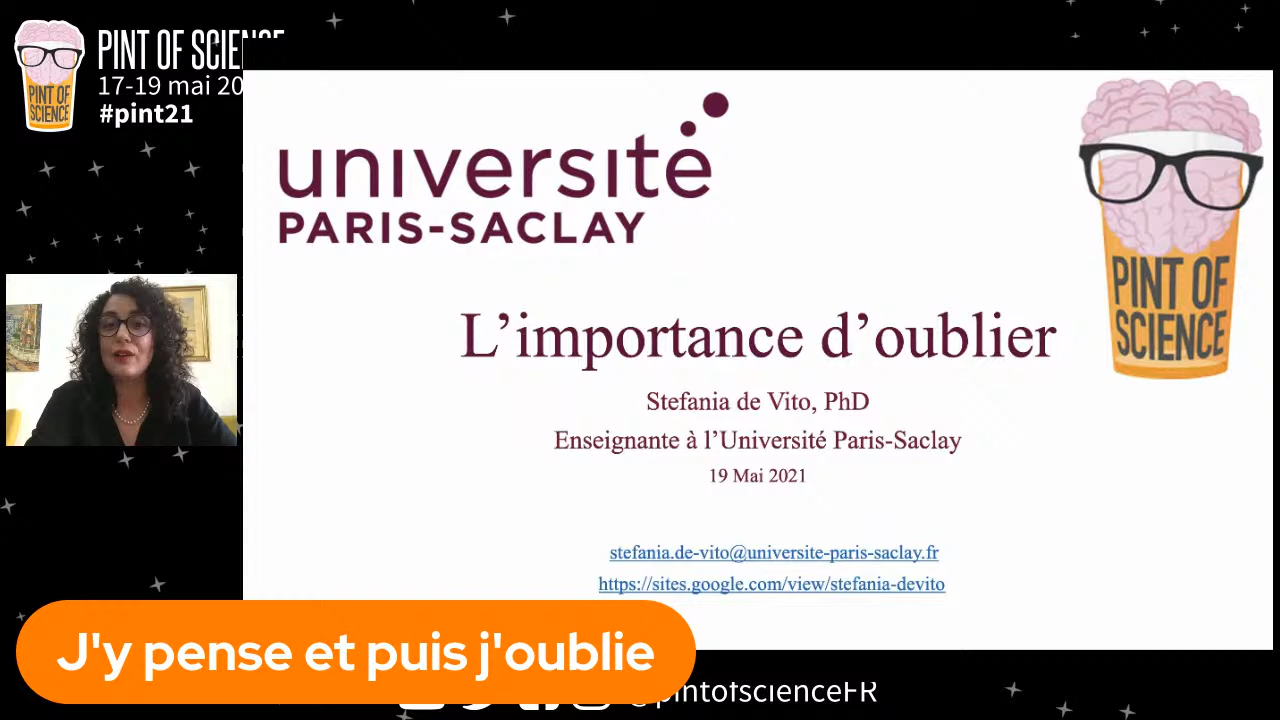 PINT OF SCIENCE
17-19 mai 20
#pint21
PINT OF
SCIENCE
université
PARIS-SACLAY
PINT OF
SCIENCE
L’importance d’oublier
Stefania de Vito, PhD
Enseignante à l’Université Paris-Saclay
19 Mai 2021
stefania.de-vito@universite-paris-saclay.fr
https://sites.google.com/view/stefania-devito
J'y pense et puis j'oublie
@pintofscienceFR